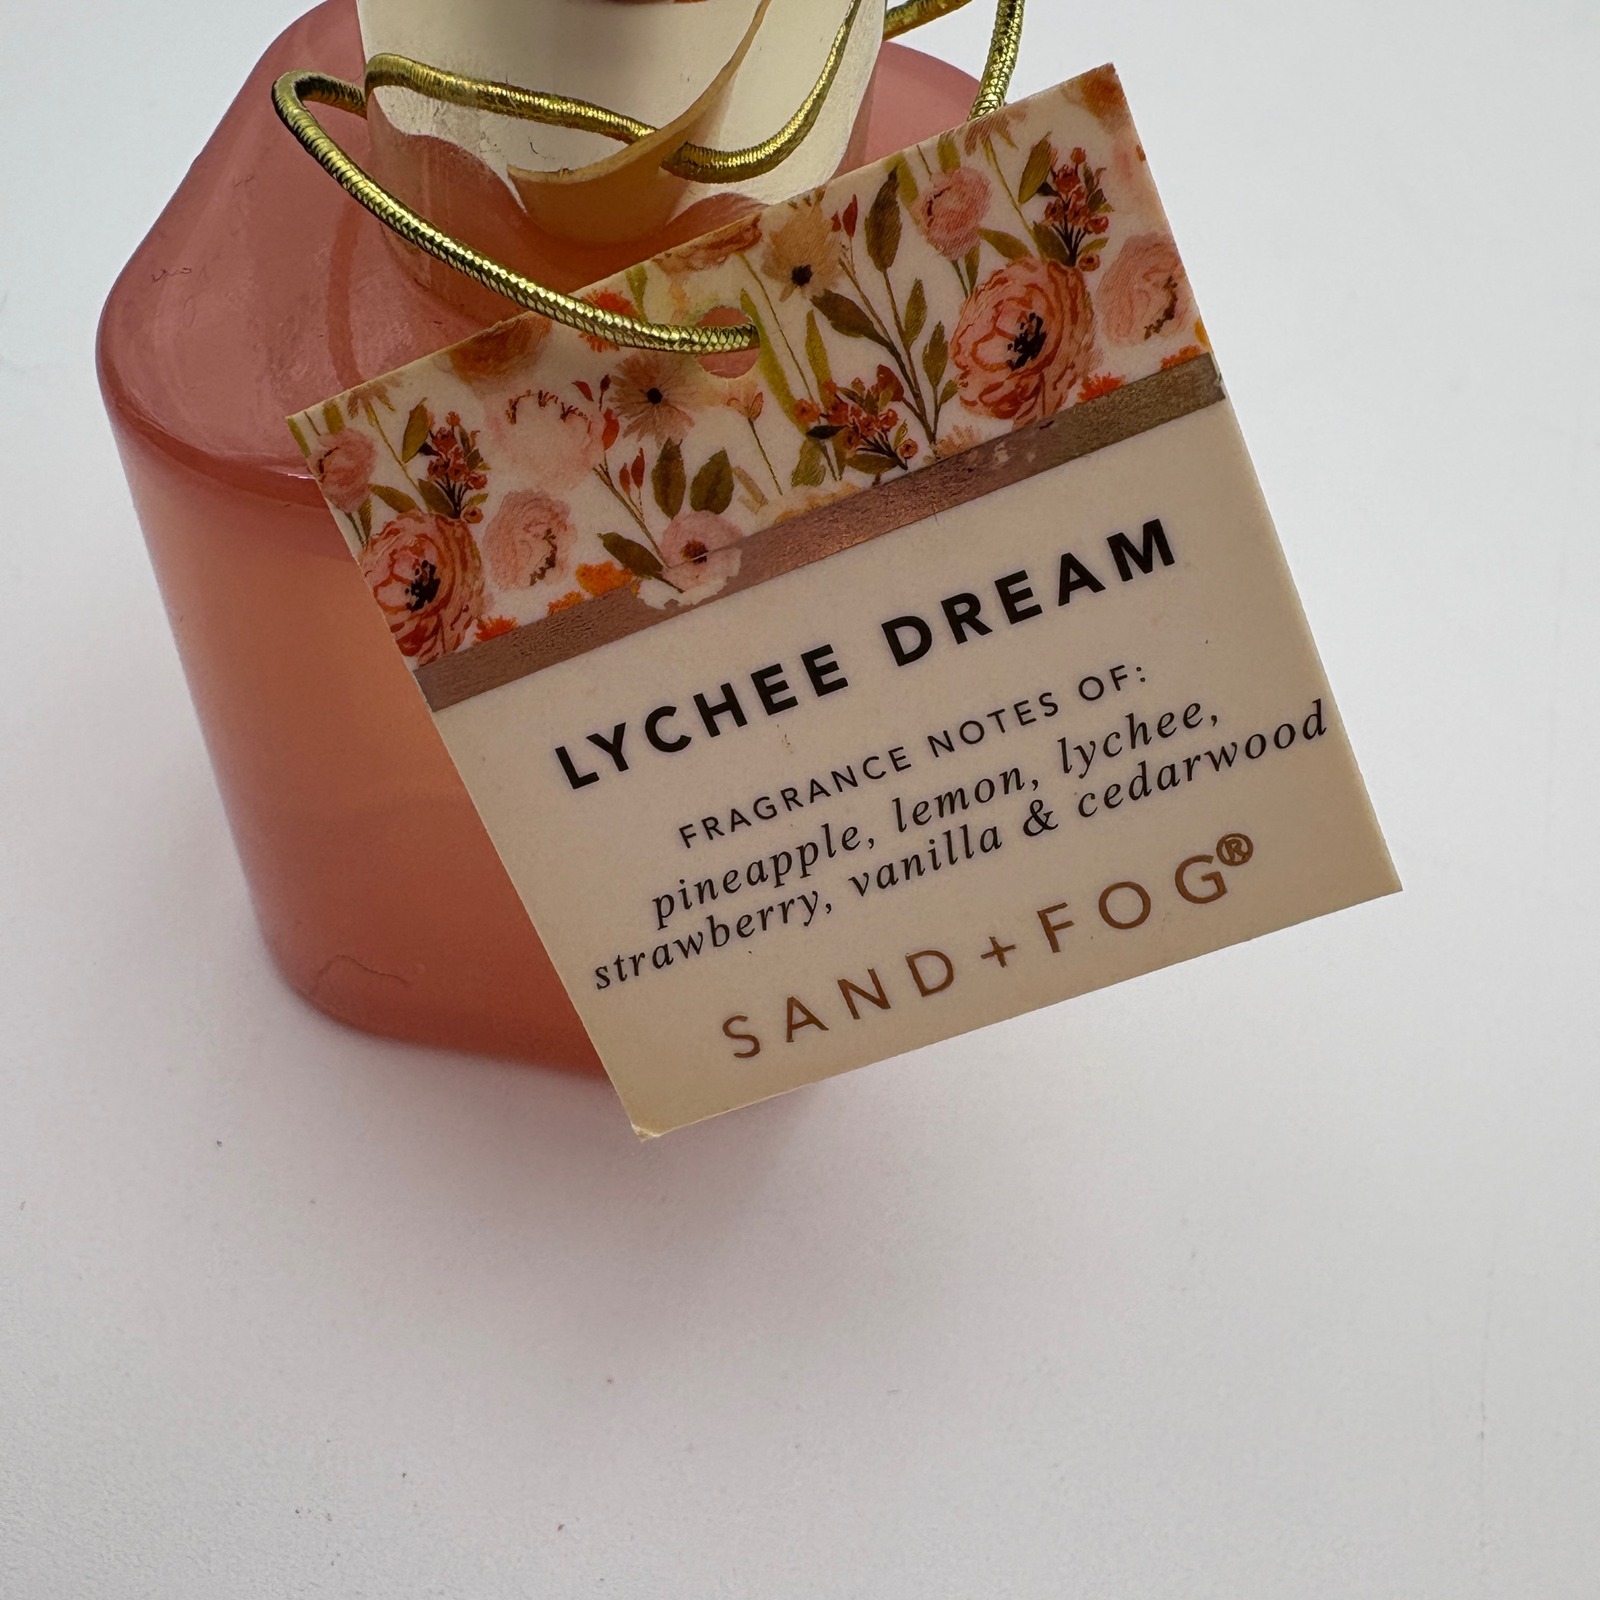 LYCHEE DREAM
FRAGRANCE NOTES OF:
pineapple, lemon, lychee,
strawberry, vanilla & cedarwood
SAND+FOG®